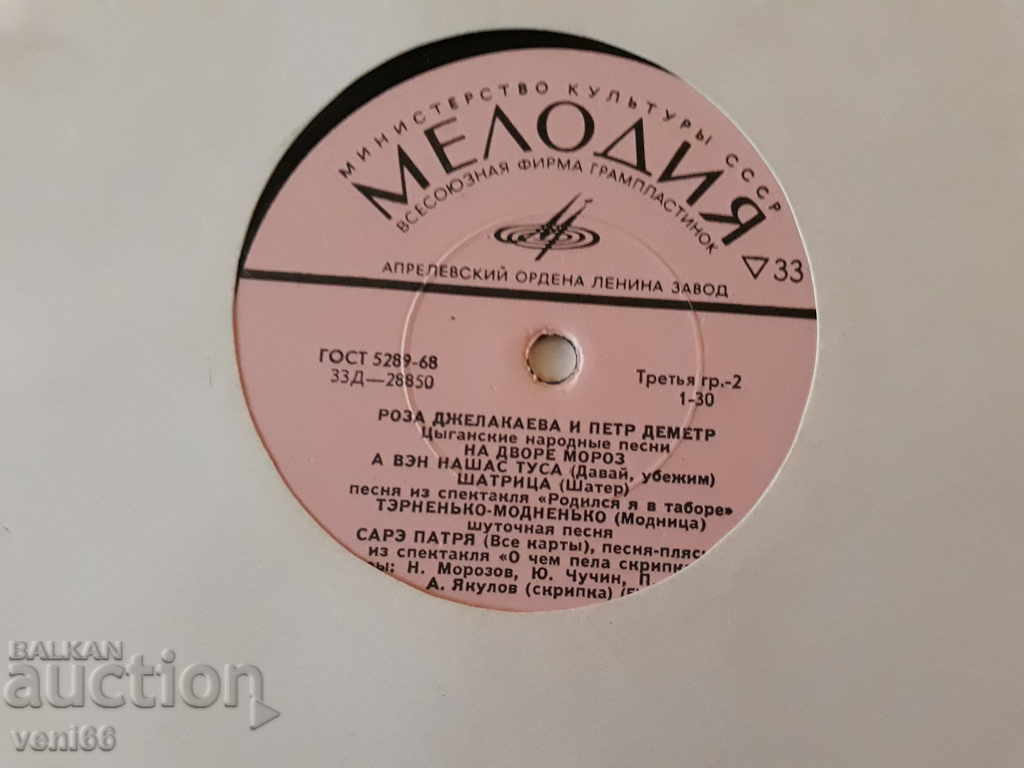 МИНИСТЕРСТВО КУЛЬТУРЫ СССР
МЕЛОДИЯ
ВСЕСОЮЗНАЯ ФИРМА ГРАМПЛАСТИНОК
33
АПРЕЛЕВСКИЙ ОРДЕНА ЛЕНИНА ЗАВОД
ГОСТ 5289-68
33Д—28850
Третья гр.-2
1-30
РОЗА ДЖЕЛАКАЕВА И ПЕТР ДЕМЕТР
Цыганские народные песни
НА ДВОРЕ МОРОЗ
А ВЭН НАШАС ТУСА (Давай, убежим)
ШАТРИЦА (Шатер)
песня из спектакля «Родился я в таборе»
ТЭРНЕНЬКО-МОДНЕНЬКО (Модница)
шуточная песня
САРЭ ПАТРЯ (Все карты), песня-пляс
из спектакля «О чем пела скрипк
ы: Н. Морозов, Ю. Чучин, П.
А. Якулов (скрипка)
BALKAN
auction
veni66